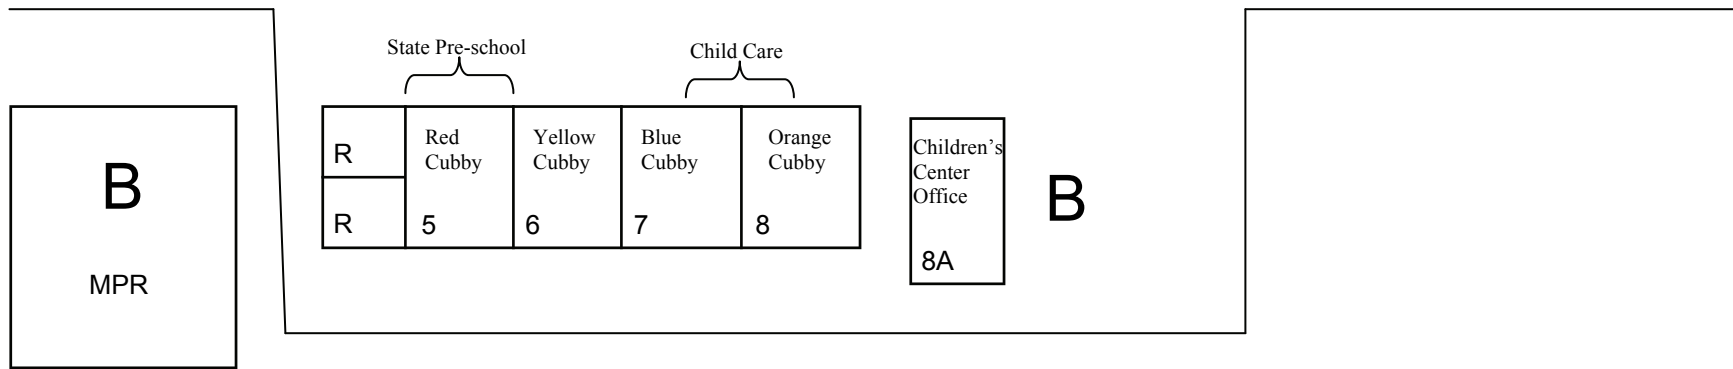 State Pre-school
Child Care
B
MPR
R
R
Red
Cubby
5
Yellow
Cubby
6
Blue
Cubby
7
Orange
Cubby
8
Children's
Center
Office
8A
B